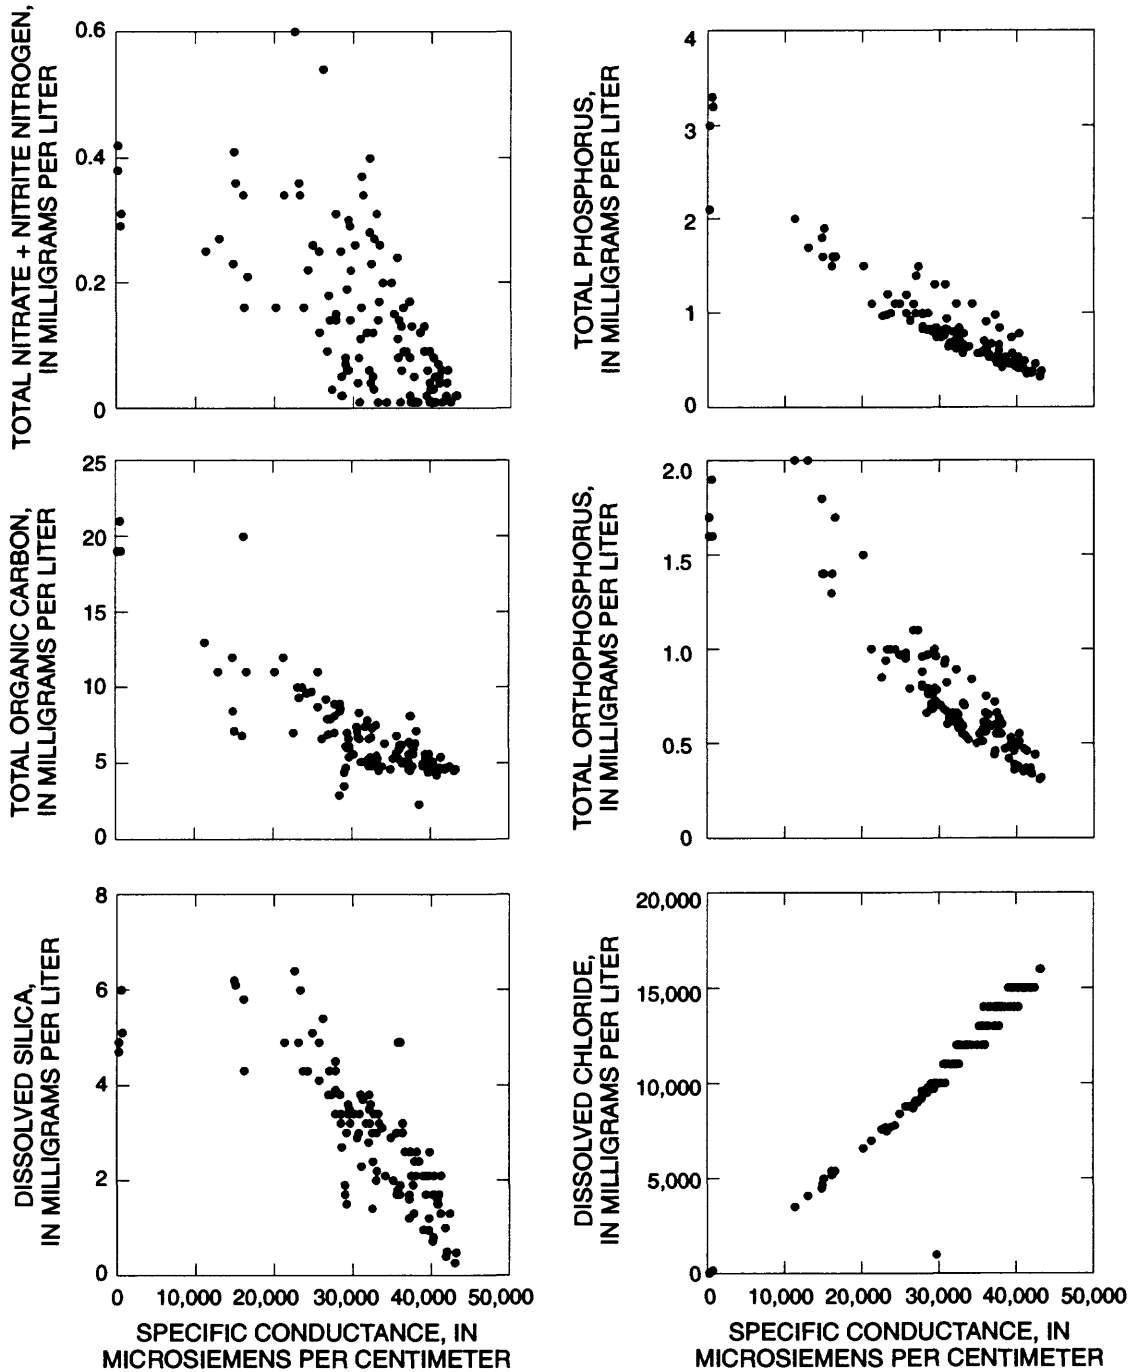 TOTAL NITRATE + NITRITE NITROGEN,
IN MILLIGRAMS PER LITER
0.6
0.4
0.2
0
TOTAL PHOSPHORUS,
IN MILLIGRAMS PER LITER
4
3
2
1
0
TOTAL ORGANIC CARBON,
IN MILLIGRAMS PER LITER
25
20
15
10
5
0
TOTAL ORTHOPHOSPHORUS,
IN MILLIGRAMS PER LITER
2.0
1.5
1.0
0.5
0
DISSOLVED SILICA,
IN MILLIGRAMS PER LITER
8
6
4
2
0
0 10,000 20,000 30,000 40,000 50,000
SPECIFIC CONDUCTANCE, IN
MICROSIEMENS PER CENTIMETER
DISSOLVED CHLORIDE,
IN MILLIGRAMS PER LITER
20,000
15,000
10,000
5,000
0
0 10,000 20,000 30,000 40,000 50,000
SPECIFIC CONDUCTANCE, IN
MICROSIEMENS PER CENTIMETER